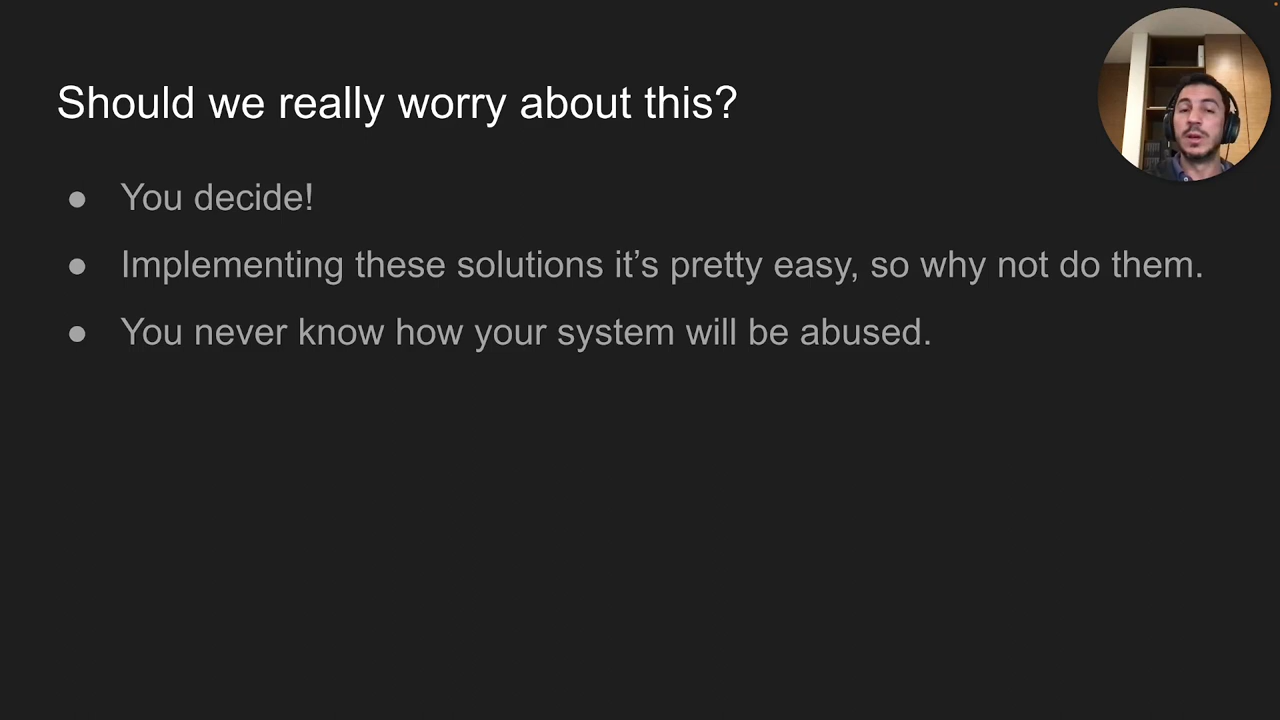 Should we really worry about this?
● You decide!
● Implementing these solutions it’s pretty easy, so why not do them.
● You never know how your system will be abused.